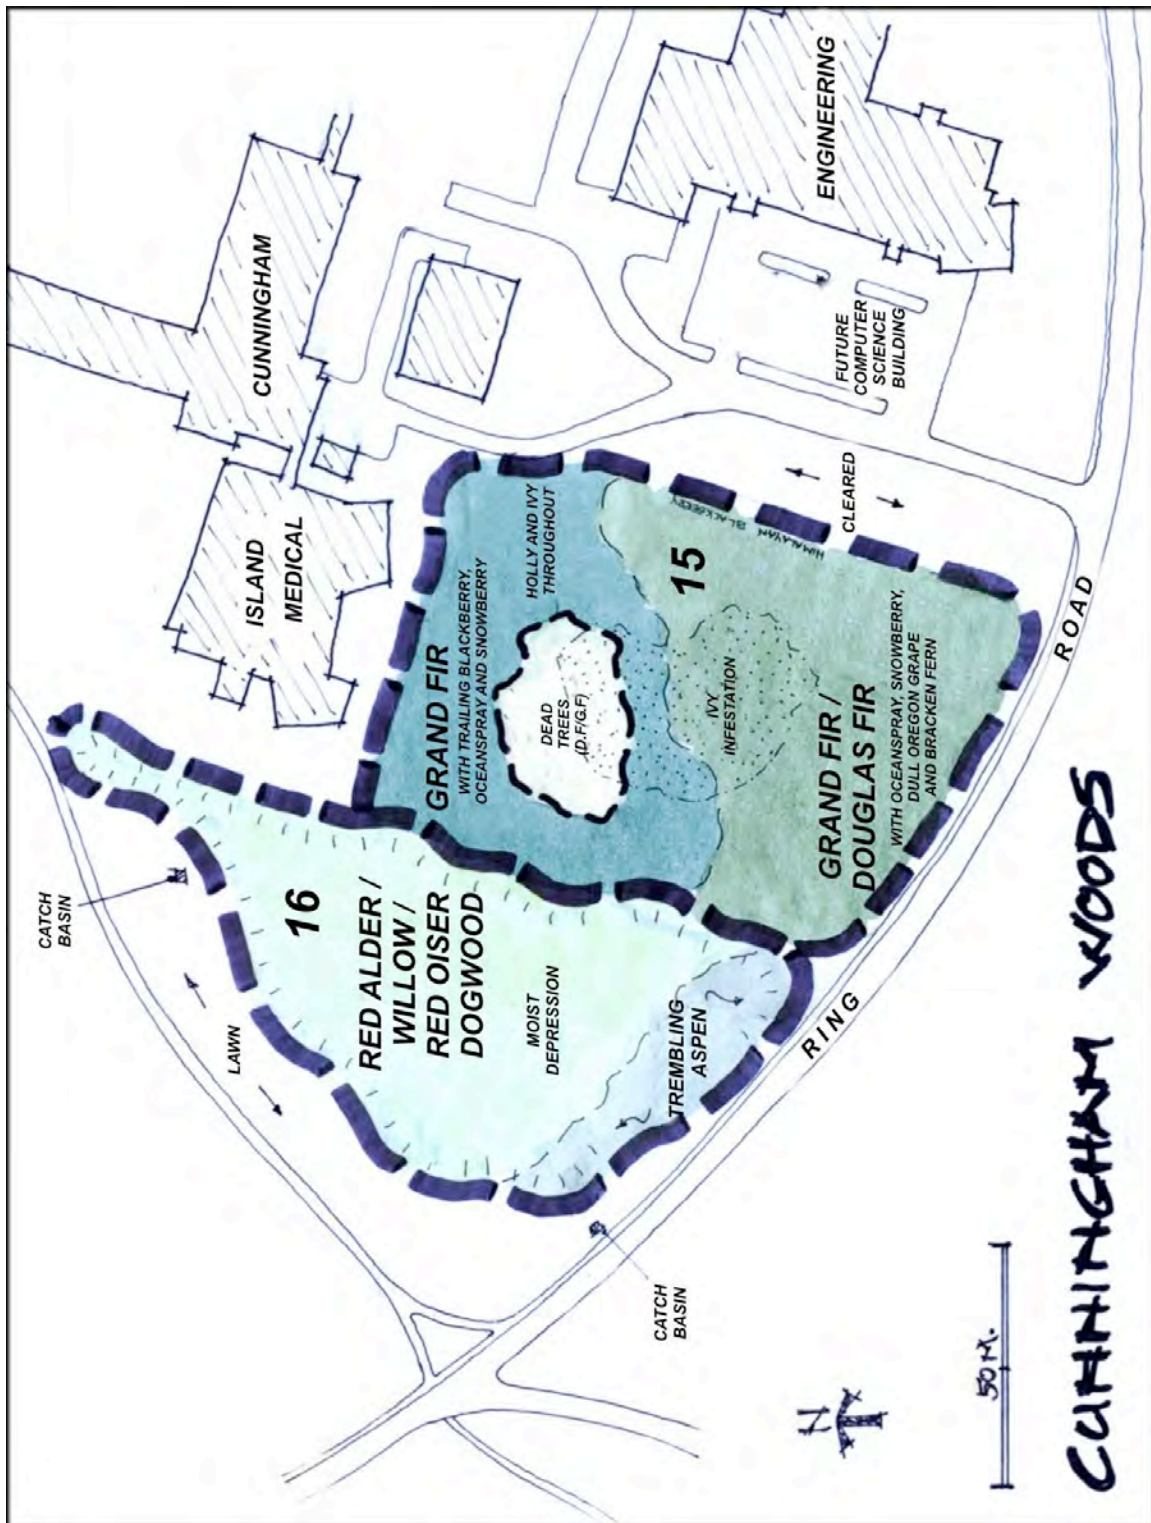 CATCH
BASIN
LAWN
16
RED ALDER /
WILLOW /
RED OISER
DOGWOOD
MOIST
DEPRESSION
TREMBLING
ASPEN
CATCH
BASIN
ISLAND
MEDICAL
CUNNINGHAM
GRAND FIR
WITH TRAILING BLACKBERRY,
OCEANSPRAY AND SNOWBERRY
HOLLY AND IVY
THROUGHOUT
DEAD
TREES
(D.F/G.F)
15
IVY
INFESTATION
HIMALAYAN BLACKBERRY
GRAND FIR /
DOUGLAS FIR
WITH OCEANSPRAY, SNOWBERRY,
DULL OREGON GRAPE
AND BRACKEN FERN
CLEARED
ENGINEERING
FUTURE
COMPUTER
SCIENCE
BUILDING
RING ROAD
N
50 M.
CUNNINGHAM WOODS